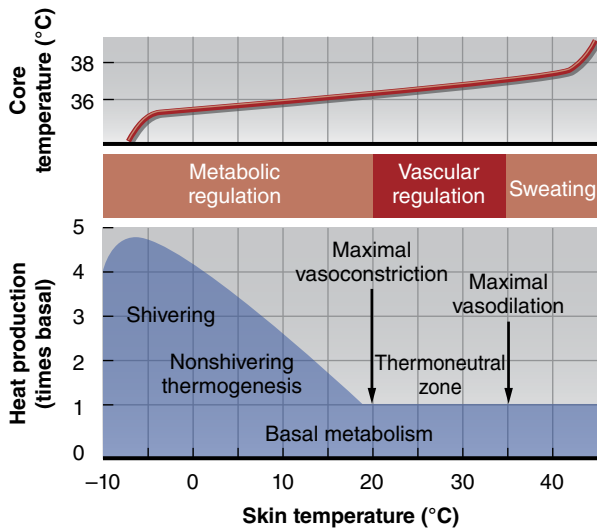 Core
temperature (°C)
38
36
Metabolic
regulation
Vascular
regulation
Sweating
Heat production
(times basal)
5
4
3
2
1
0
Maximal
vasoconstriction
Maximal
vasodilation
Shivering
Nonshivering
thermogenesis
Thermoneutral
zone
Basal metabolism
–10 0 10 20 30 40
Skin temperature (°C)